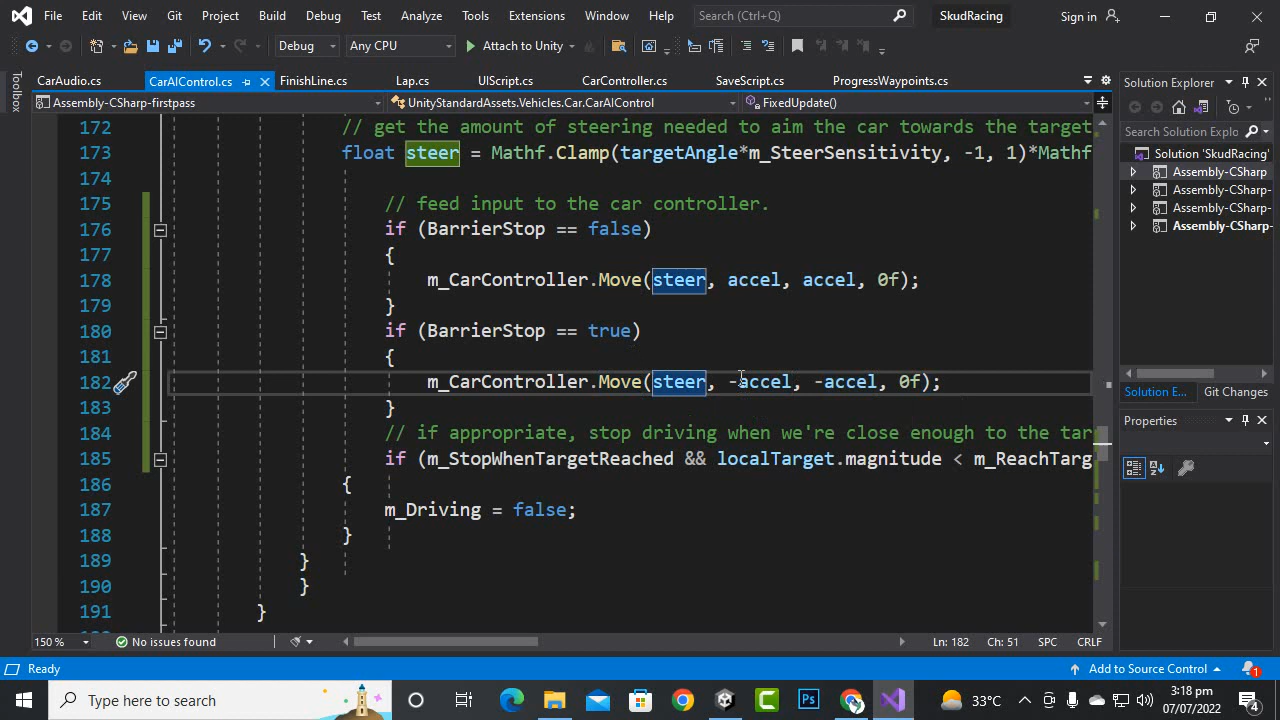 File Edit View Git Project Build Debug Test Analyze Tools Extensions Window Help Search (Ctrl+Q) SkudRacing Sign in
Debug Any CPU Attach to Unity
Toolbox
CarAudio.cs CarAIControl.cs FinishLine.cs Lap.cs UIScript.cs CarController.cs SaveScript.cs ProgressWaypoints.cs
Assembly-CSharp-firstpass UnityStandardAssets.Vehicles.Car.CarAIControl FixedUpdate()
172 // get the amount of steering needed to aim the car towards the target
173 float steer = Mathf.Clamp(targetAngle*m_SteerSensitivity, -1, 1)*Mathf
174
175 // feed input to the car controller.
176 if (BarrierStop == false)
177 {
178 m_CarController.Move(steer, accel, accel, 0f);
179 }
180 if (BarrierStop == true)
181 {
182 m_CarController.Move(steer, -accel, -accel, 0f);
183 }
184 // if appropriate, stop driving when we're close enough to the tar
185 if (m_StopWhenTargetReached && localTarget.magnitude < m_ReachTarg
186 {
187 m_Driving = false;
188 }
189 }
190 }
191 }
150 % No issues found Ln: 182 Ch: 51 SPC CRLF
Solution Explorer
Search Solution Explo
Solution 'SkudRacing'
Assembly-CSharp
Assembly-CSharp-
Assembly-CSharp-
Assembly-CSharp-
Solution E... Git Changes
Properties
Ready Add to Source Control 1
Type here to search 33°C 3:18 pm
07/07/2022 4